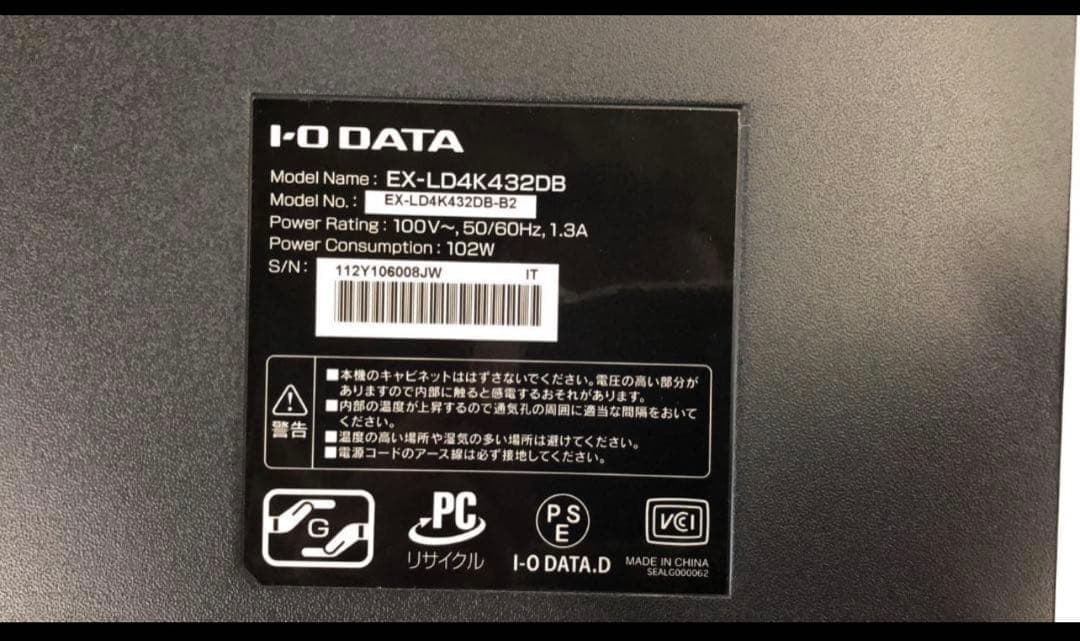 I-O DATA
Model Name : EX-LD4K432DB
Model No. : EX-LD4K432DB-B2
Power Rating : 100V～, 50/60Hz, 1.3A
Power Consumption : 102W
S/N : 112Y106008JW IT
■本機のキャビネットははずさないでください。電圧の高い部分が
ありますので内部に触ると感電するおそれがあります。
■内部の温度が上昇するので通気孔の周囲に適当な間隔をおいて
ください。
■温度の高い場所や湿気の多い場所は避けてください。
■電源コードのアース線は必ず接地してください。
警告
G
PC
リサイクル
PS
E
I-O DATA.D
VCCI
MADE IN CHINA
SEALG000062